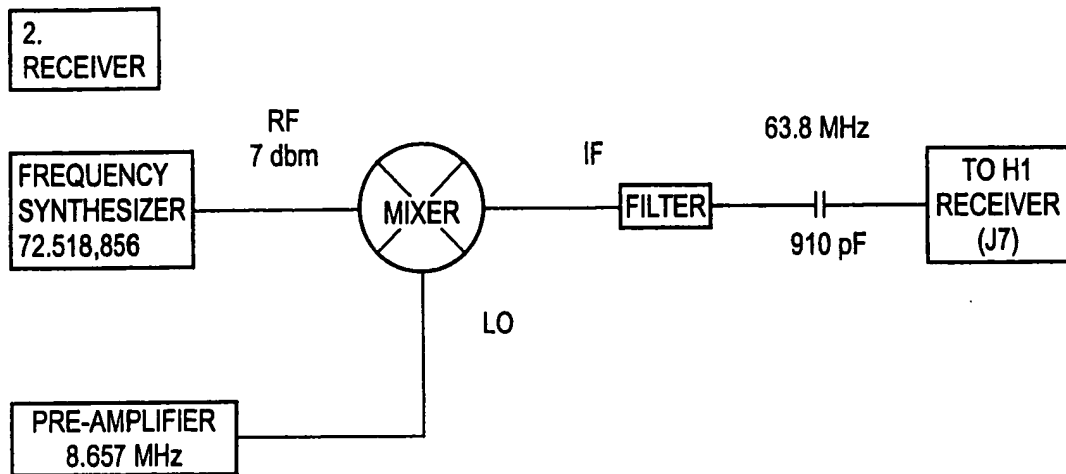 2.
RECEIVER
RF
7 dbm
63.8 MHz
IF
FREQUENCY
SYNTHESIZER
72.518,856
MIXER
FILTER
TO H1
RECEIVER
(J7)
910 pF
LO
PRE-AMPLIFIER
8.657 MHz